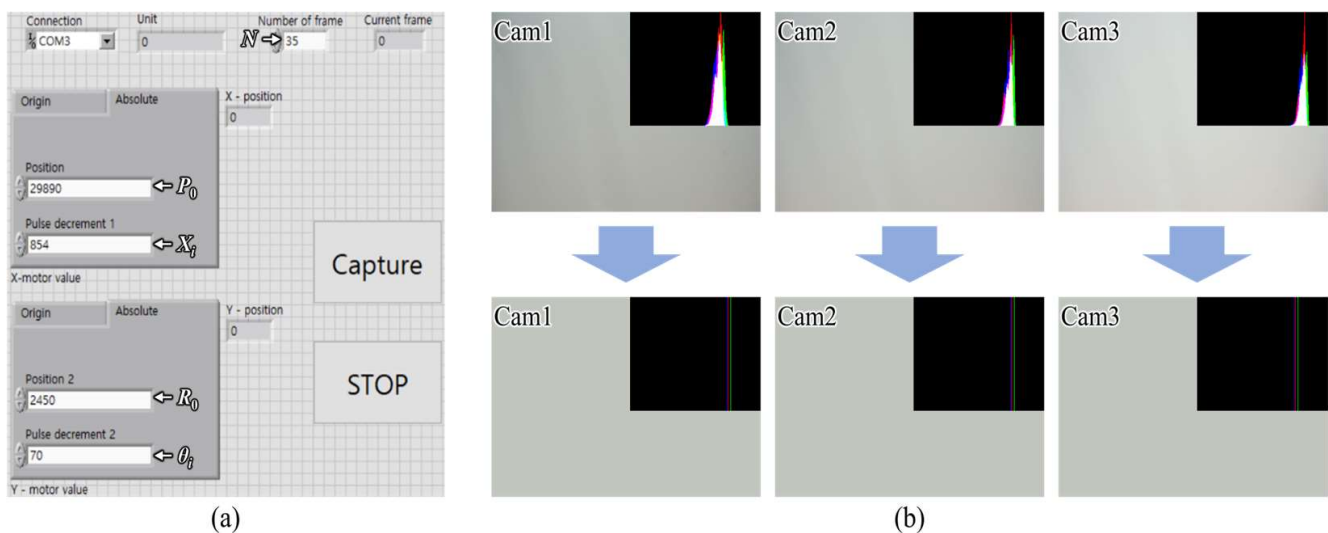 Connection
Unit
Number of frame
Current frame
COM3
0
N
35
0
Origin
Absolute
X - position
0
Position
29890
P0
Pulse decrement 1
854
Xi
X-motor value
Capture
Origin
Absolute
Y - position
0
Position 2
2450
R0
Pulse decrement 2
70
θi
Y - motor value
STOP
(a)
Cam1
Cam2
Cam3
Cam1
Cam2
Cam3
(b)